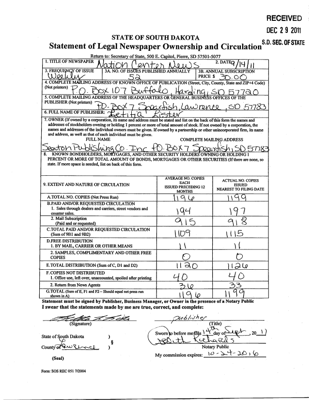 RECEIVED
DEC 29 2011
S.D. SEC. OF STATE
STATE OF SOUTH DAKOTA
Statement of Legal Newspaper Ownership and Circulation
Return to: Secretary of State, 500 E. Capitol, Pierre, SD 57501-5077
1. TITLE OF NEWSPAPER Nation Center News
2. DATE
3. FREQUENCY OF ISSUE Weekly
3A. NO. OF ISSUES PUBLISHED ANNUALLY 52
3B. ANNUAL SUBSCRIPTION PRICE $ 30.00
4. COMPLETE MAILING ADDRESS OF KNOWN OFFICE OF PUBLICATION (Street, City, County, State and ZIP+4 Code)
(Not printers) P.O. Box 107 Buffalo, Harding, SD 57720
5. COMPLETE MAILING ADDRESS OF THE HEADQUARTERS OR GENERAL BUSINESS OFFICES OF THE
PUBLISHER (Not printer) P.O. Box 7 Spearfish, Lawrence, SD 57783
6. FULL NAME OF PUBLISHER: Letitia Lister
7. OWNER (If owned by a corporation, its name and address must be stated and list on the back of this form the names and
addresses of stockholders owning or holding 1 percent or more of total amount of stock. If not owned by a corporation, the
names and addresses of the individual owners must be given. If owned by a partnership or other unincorporated firm, its name
and address, as well as that of each individual must be given.
FULL NAME COMPLETE MAILING ADDRESS
Seaton Publishing Co. Inc P.O. Box 7 Spearfish, SD 57783
8. KNOWN BONDHOLDERS, MORTGAGES, AND OTHER SECURITY HOLDERS OWNING OR HOLDING 1
PERCENT OR MORE OF TOTAL AMOUNT OF BONDS, MORTGAGES OR OTHER SECURITIES (If there are none, so
state. If more space is needed, list on back of this form.
9. EXTENT AND NATURE OF CIRCULATION
AVERAGE NO. COPIES EACH ISSUED PRECEDING 12 MONTHS
ACTUAL NO. COPIES ISSUED NEAREST TO FILING DATE
A. TOTAL NO. COPIES (Net Press Run) 1196 1199
B. PAID AND/OR REQUESTED CIRCULATION
1. Sales through dealers and carriers, street vendors and
counter sales. 194 197
2. Mail Subscription
(Paid and or requested) 915 918
C. TOTAL PAID AND/OR REQUESTED CIRCULATION
(Sum of 9B1 and 9B2) 1109 1115
D. FREE DISTRIBUTION
1. BY MAIL, CARRIER OR OTHER MEANS 11 11
2. SAMPLES, COMPLIMENTARY AND OTHER FREE
COPIES 0 0
E. TOTAL DISTRIBUTION (Sum of C, D1 and D2) 1120 1126
F. COPIES NOT DISTRIBUTED
1. Office use, left over, unaccounted, spoiled after printing 40 40
2. Return from News Agents 36 33
G. TOTAL (Sum of E, F1 and F2 - Should equal net press run
shown in A) 1196 1199
Statement must be signed by Publisher, Business Manager, or Owner in the presence of a Notary Public
I swear that the statements made by me are true, correct, and complete:
Publisher
(Signature) (Title)
State of South Dakota )
) §
County of Lawrence )
Sworn to before me this 14th day of Sept, 2011
Notary Public
(Seal)
My commission expires: 10-24-2016
Form: SOS REC 051 7/2004